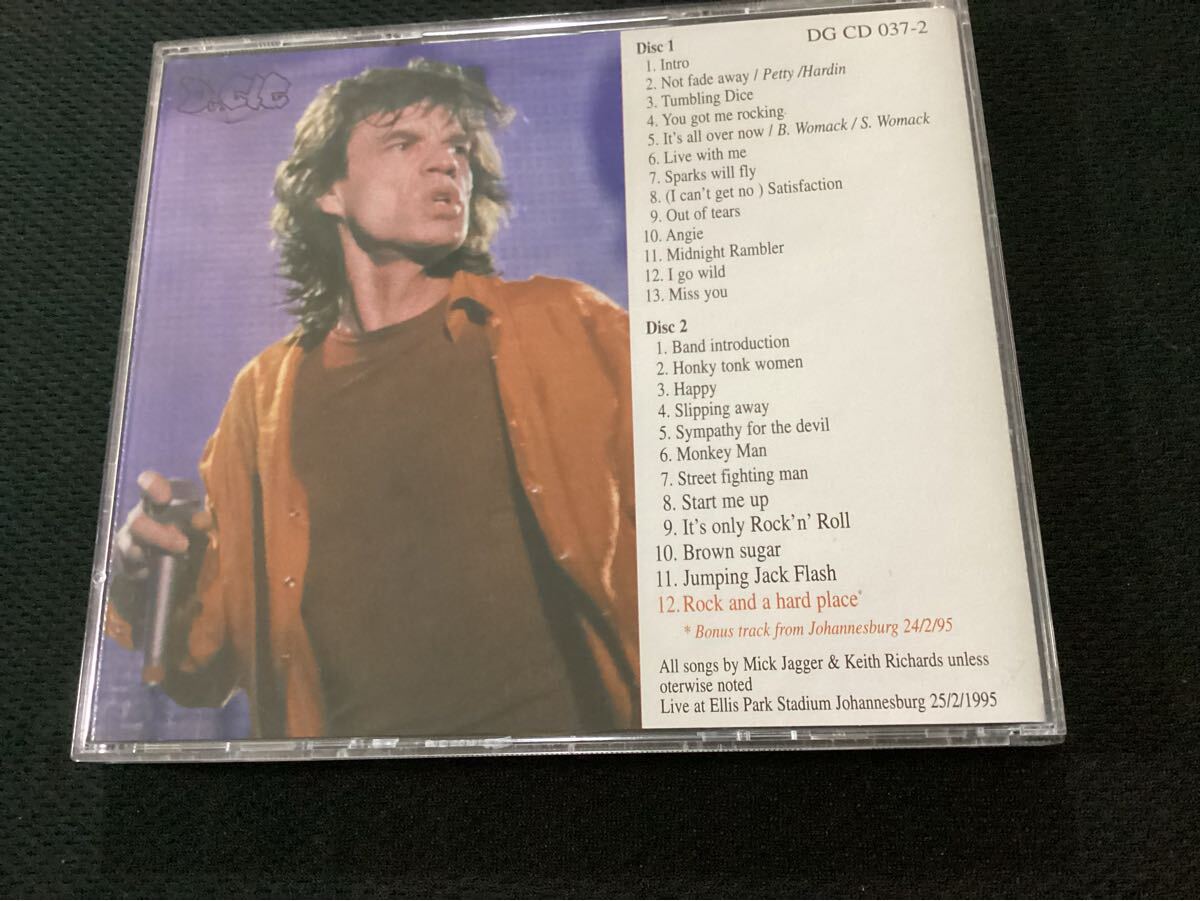 DG CD 037-2
Disc 1
1. Intro
2. Not fade away / Petty /Hardin
3. Tumbling Dice
4. You got me rocking.
5. It's all over now / B. Womack / S. Womack
6. Live with me
7. Sparks will fly
8. (I can't get no ) Satisfaction
9. Out of tears
10. Angie
11. Midnight Rambler
12. I go wild
13. Miss you
Disc 2
1. Band introduction
2. Honky tonk women
3. Happy
4. Slipping away
5. Sympathy for the devil
6. Monkey Man
7. Street fighting man
8. Start me up
9. It's only Rock'n' Roll
10. Brown sugar
11. Jumping Jack Flash
12. Rock and a hard place*
* Bonus track from Johannesburg 24/2/95
All songs by Mick Jagger & Keith Richards unless
oterwise noted
Live at Ellis Park Stadium Johannesburg 25/2/1995